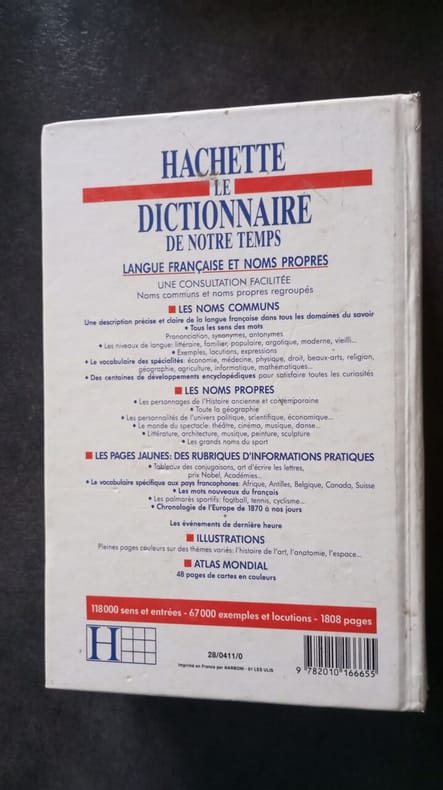 HACHETTE
LE
DICTIONNAIRE
DE NOTRE TEMPS
LANGUE FRANÇAISE ET NOMS PROPRES
UNE CONSULTATION FACILITÉE
Noms communs et noms propres regroupés
■ LES NOMS COMMUNS
Une description précise et claire de la langue française dans tous les domaines du savoir
• Tous les sens des mots
Prononciation, synonymes, antonymes
• Les niveaux de langue: littéraire, familier, populaire, argotique, moderne, vieilli...
• Exemples, locutions, expressions
• Le vocabulaire des spécialités: économie, médecine, physique, droit, beaux-arts, religion,
géographie, agriculture, informatique, mathématiques...
• Des centaines de développements encyclopédiques pour satisfaire toutes les curiosités
■ LES NOMS PROPRES
• Les personnages de l'Histoire ancienne et contemporaine
• Toute la géographie
• Les personnalités de l'univers politique, scientifique, économique...
• Le monde du spectacle: théâtre, cinéma, musique, danse...
• Littérature, architecture, musique, peinture, sculpture
• Les grands noms du sport
■ LES PAGES JAUNES: DES RUBRIQUES D'INFORMATIONS PRATIQUES
• Tableaux des conjugaisons, art d'écrire les lettres,
prix Nobel, Académies...
• Le vocabulaire spécifique aux pays francophones: Afrique, Antilles, Belgique, Canada, Suisse
• Les mots nouveaux du français
• Les palmarès sportifs: football, tennis, cyclisme...
• Chronologie de l'Europe de 1870 à nos jours
•
Les événements de dernière heure
■ ILLUSTRATIONS
Pleines pages couleurs sur des thèmes variés: l'histoire de l'art, l'anatomie, l'espace...
■ ATLAS MONDIAL
48 pages de cartes en couleurs
118000 sens et entrées - 67000 exemples et locutions - 1808 pages
H
28/0411/0
Imprimé en France par MAROBNI - 91 LES ULIS
9 782010 166655